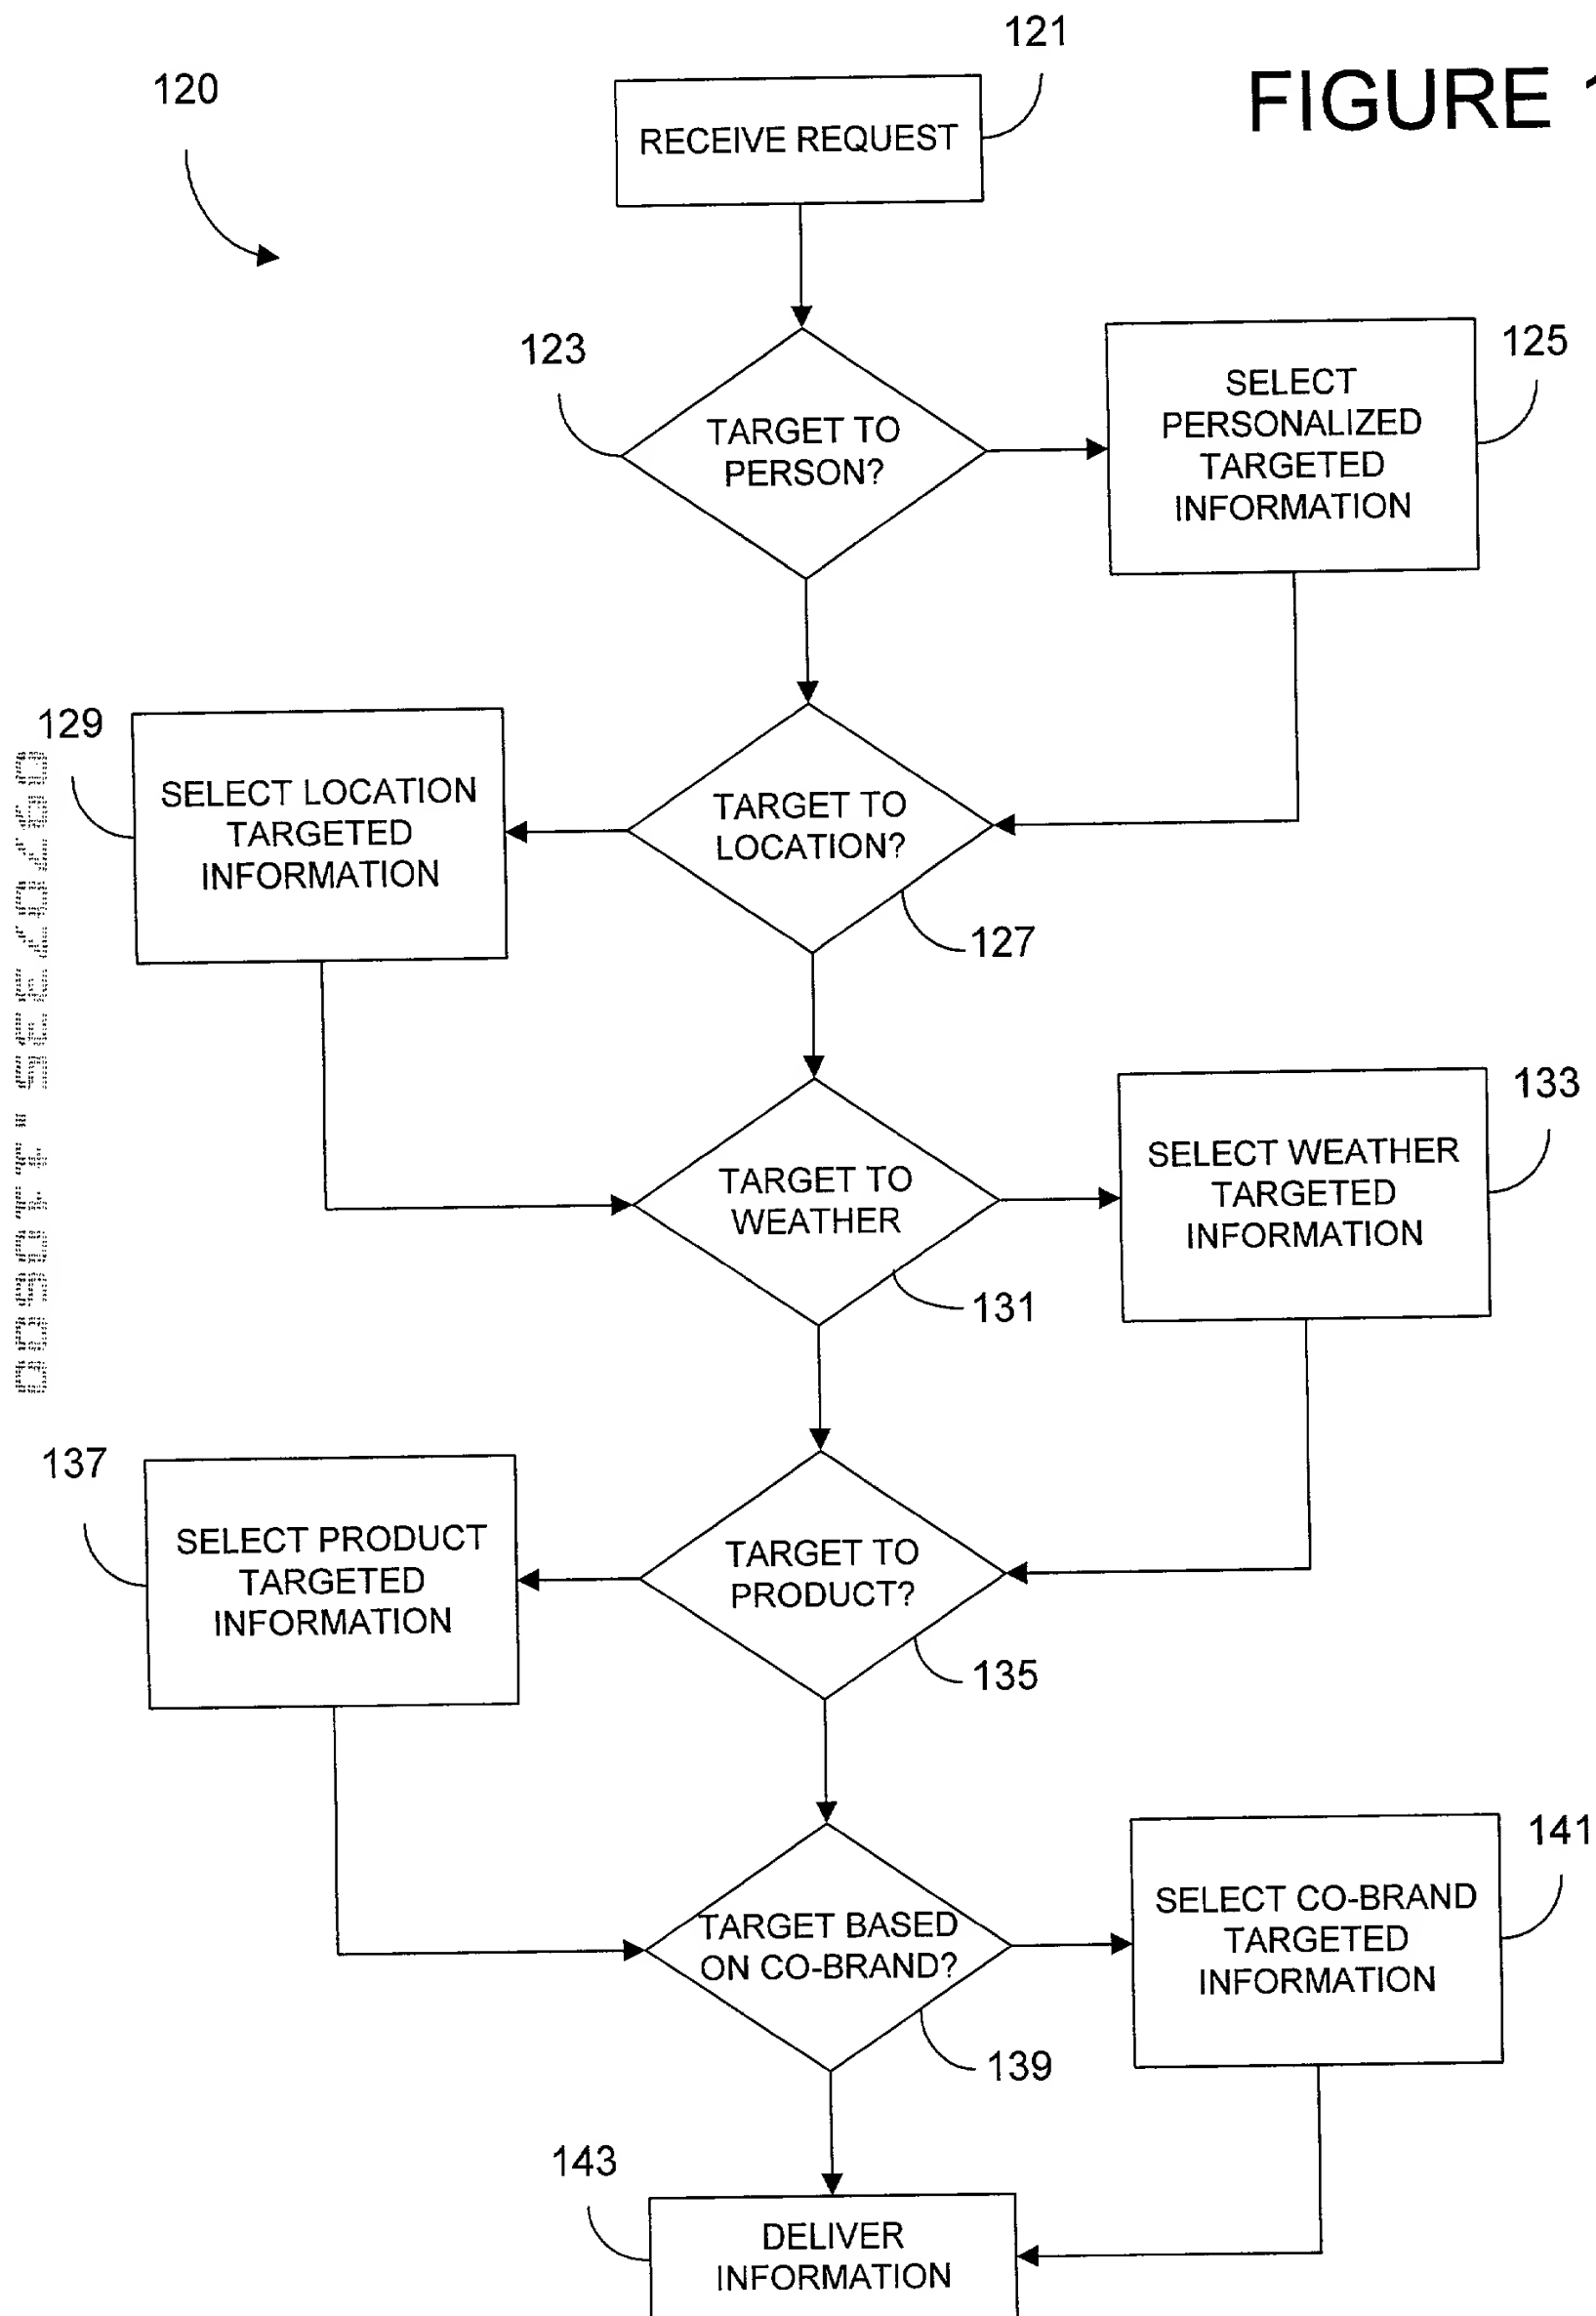 121
120
FIGURE 1
RECEIVE REQUEST
123
125
TARGET TO
PERSON?
SELECT
PERSONALIZED
TARGETED
INFORMATION
129
SELECT LOCATION
TARGETED
INFORMATION
TARGET TO
LOCATION?
127
133
TARGET TO
WEATHER
SELECT WEATHER
TARGETED
INFORMATION
131
137
SELECT PRODUCT
TARGETED
INFORMATION
TARGET TO
PRODUCT?
135
141
TARGET BASED
ON CO-BRAND?
SELECT CO-BRAND
TARGETED
INFORMATION
139
143
DELIVER
INFORMATION